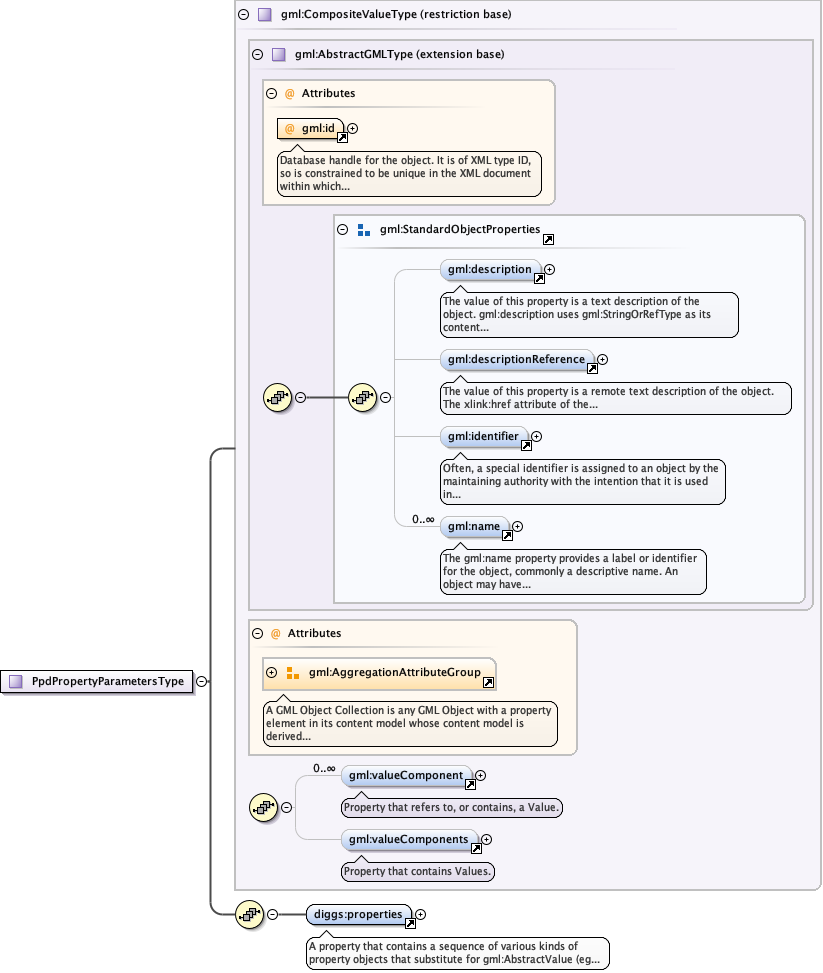 gml:CompositeValueType (restriction base)
gml:AbstractGMLType (extension base)
@ Attributes
@ gml:id
Database handle for the object. It is of XML type ID,
so is constrained to be unique in the XML document
within which...
gml:StandardObjectProperties
gml:description
The value of this property is a text description of the
object. gml:description uses gml:StringOrRefType as its
content...
gml:descriptionReference
The value of this property is a remote text description of the object.
The xlink:href attribute of the...
gml:identifier
Often, a special identifier is assigned to an object by the
maintaining authority with the intention that it is used
in...
0..∞
gml:name
The gml:name property provides a label or identifier
for the object, commonly a descriptive name. An
object may have...
@ Attributes
gml:AggregationAttributeGroup
A GML Object Collection is any GML Object with a property
element in its content model whose content model is
derived...
PpdPropertyParametersType
0..∞
gml:valueComponent
Property that refers to, or contains, a Value.
gml:valueComponents
Property that contains Values.
diggs:properties
A property that contains a sequence of various kinds of
property objects that substitute for gml:AbstractValue (eg...